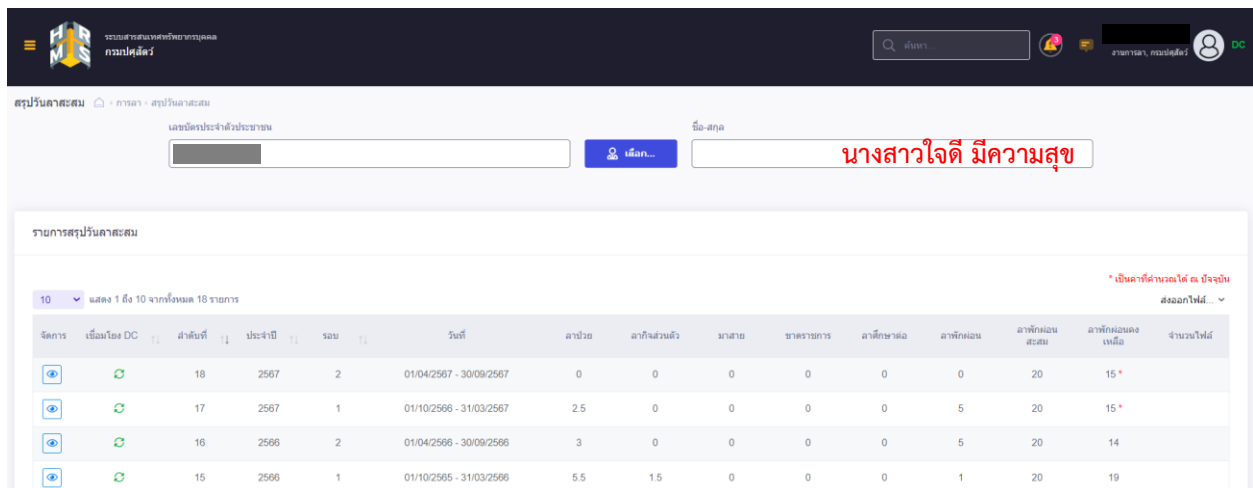 HR
MS
ระบบสารสนเทศทรัพยากรบุคคล
กรมปศุสัตว์
ค้นหา...
3
งานการลา, กรมปศุสัตว์
DC
สรุปวันลาสะสม - การลา - สรุปวันลาสะสม
เลขบัตรประจำตัวประชาชน ชื่อ-สกุล
เลือก... นางสาวใจดี มีความสุข
รายการสรุปวันลาสะสม
* เป็นค่าที่คำนวณได้ ณ ปัจจุบัน
10 แสดง 1 ถึง 10 จากทั้งหมด 18 รายการ ส่งออกไฟล์...
จัดการ เชื่อมโยง DC ลำดับที่ ประจำปี รอบ วันที่ ลาป่วย ลากิจส่วนตัว มาสาย ขาดราชการ ลาศึกษาต่อ ลาพักผ่อน ลาพักผ่อนสะสม ลาพักผ่อนคงเหลือ จำนวนไฟล์
18 2567 2 01/04/2567 - 30/09/2567 0 0 0 0 0 0 20 15 *
17 2567 1 01/10/2566 - 31/03/2567 2.5 0 0 0 0 5 20 15 *
16 2566 2 01/04/2566 - 30/09/2566 3 0 0 0 0 5 20 14
15 2566 1 01/10/2565 - 31/03/2566 5.5 1.5 0 0 0 1 20 19